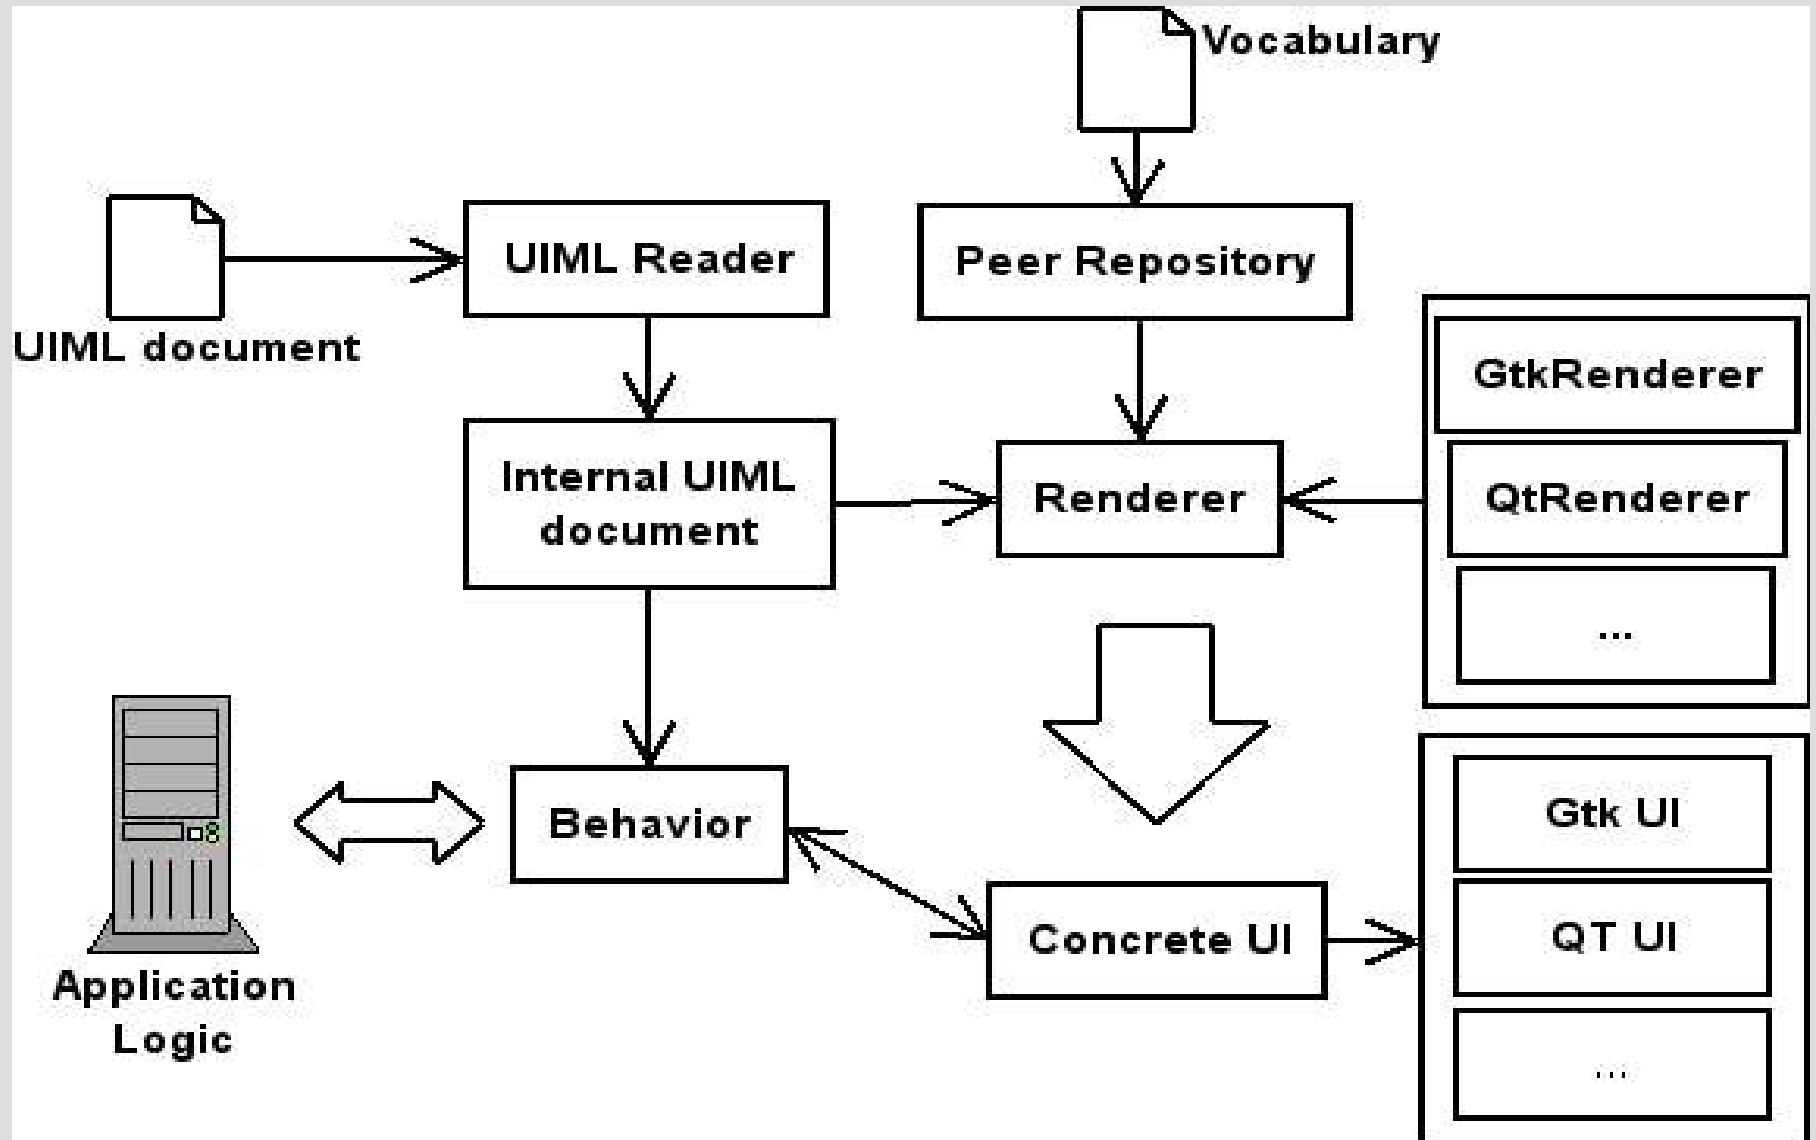 Vocabulary
UIML document
UIML Reader
Peer Repository
GtkRenderer
Internal UIML
document
Renderer
QtRenderer
...
Behavior
Application
Logic
Concrete UI
Gtk UI
QT UI
...